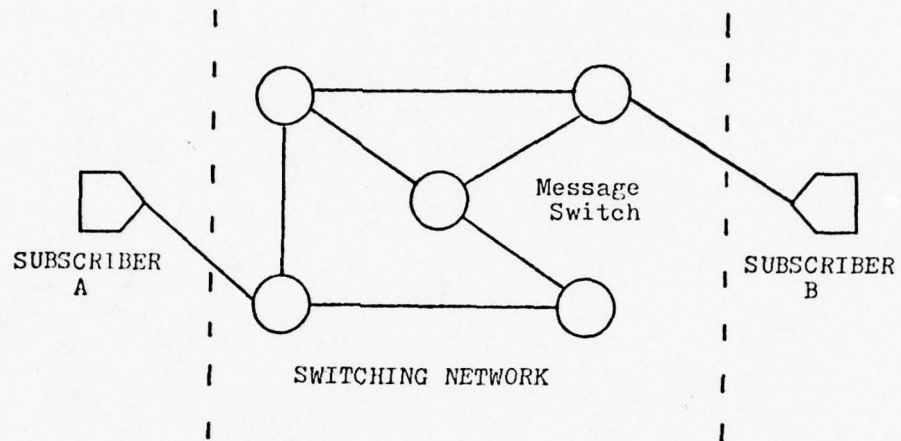 Message
Switch
SUBSCRIBER
A
SUBSCRIBER
B
SWITCHING NETWORK